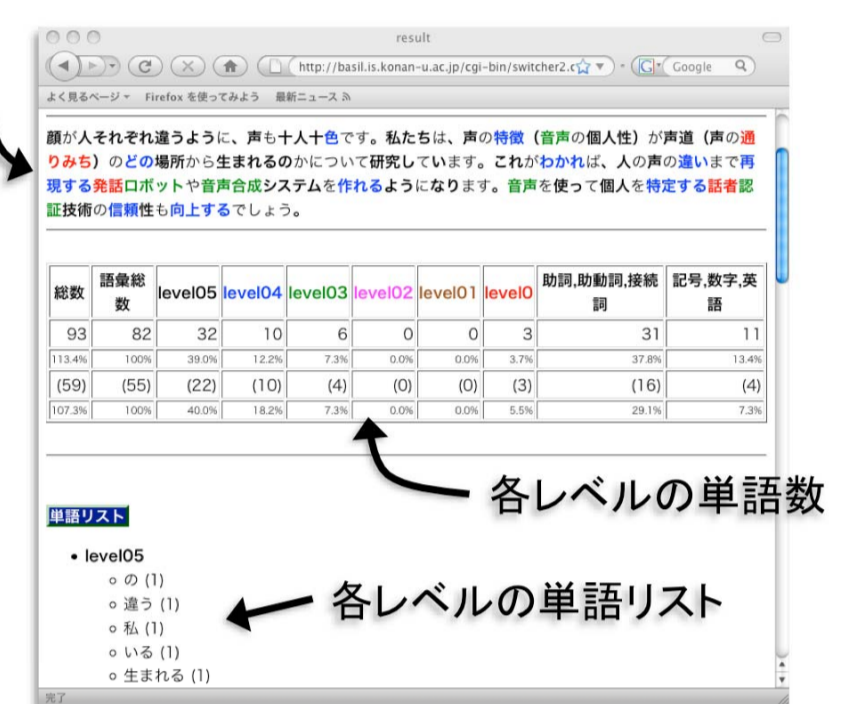 result
http://basil.is.konan-u.ac.jp/cgi-bin/switcher2.c
Google
よく見るページ Firefox を使ってみよう 最新ニュース
顔が人それぞれ違うように、声も十人十色です。私たちは、声の特徴（音声の個人性）が声道（声の通
りみち）のどの場所から生まれるのかについて研究しています。これがわかれば、人の声の違いまで再
現する発話ロボットや音声合成システムを作れるようになります。音声を使って個人を特定する話者認
証技術の信頼性も向上するでしょう。
総数 語彙総数 level05 level04 level03 level02 level01 level0 助詞,助動詞,接続詞 記号,数字,英語
93 82 32 10 6 0 0 3 31 11
113.4% 100% 39.0% 12.2% 7.3% 0.0% 0.0% 3.7% 37.8% 13.4%
(59) (55) (22) (10) (4) (0) (0) (3) (16) (4)
107.3% 100% 40.0% 18.2% 7.3% 0.0% 0.0% 5.5% 29.1% 7.3%
各レベルの単語数
単語リスト
• level05
の (1)
違う (1)
各レベルの単語リスト
私 (1)
いる (1)
生まれる (1)
完了